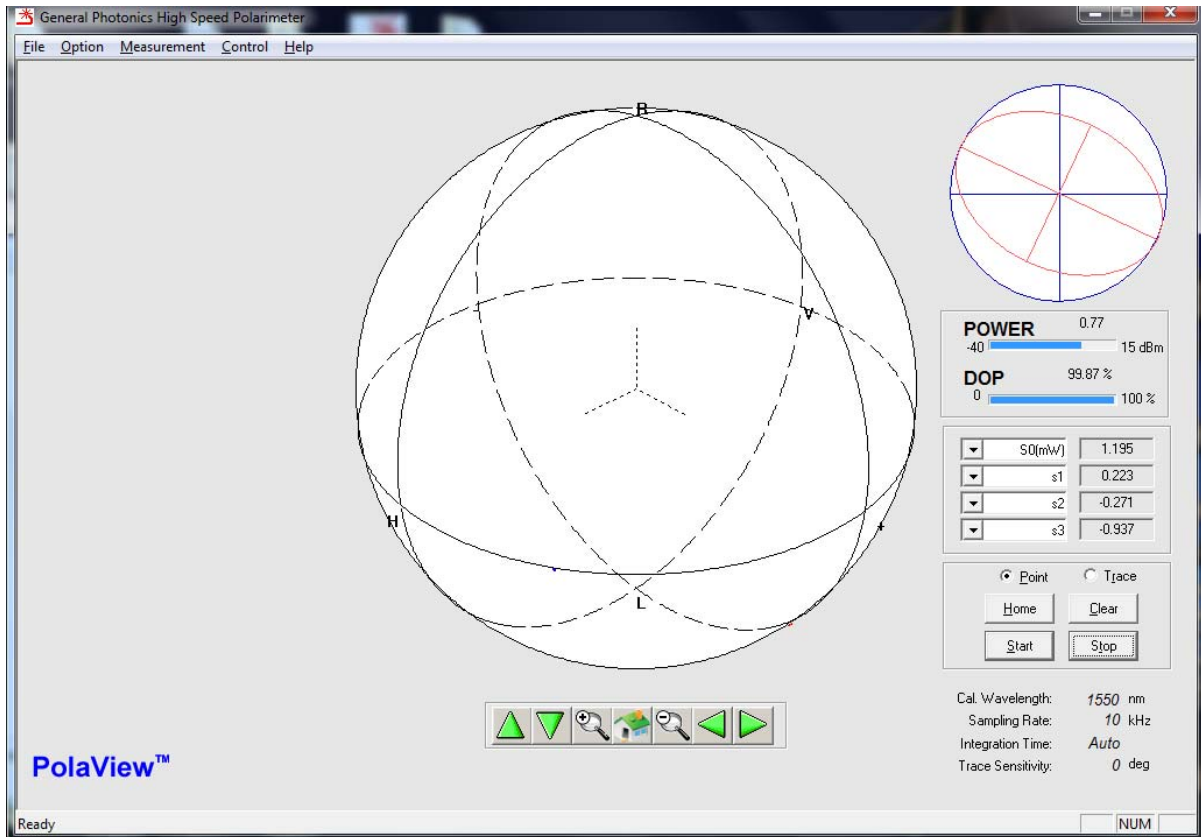 General Photonics High Speed Polarimeter
File Option Measurement Control Help
R
V
H
+
L
POWER 0.77
-40 15 dBm
DOP 99.87 %
0 100 %
S0(mW) 1.195
s1 0.223
s2 -0.271
s3 -0.937
Point Trace
Home Clear
Start Stop
Cal. Wavelength: 1550 nm
Sampling Rate: 10 kHz
Integration Time: Auto
Trace Sensitivity: 0 deg
PolaView™
Ready NUM